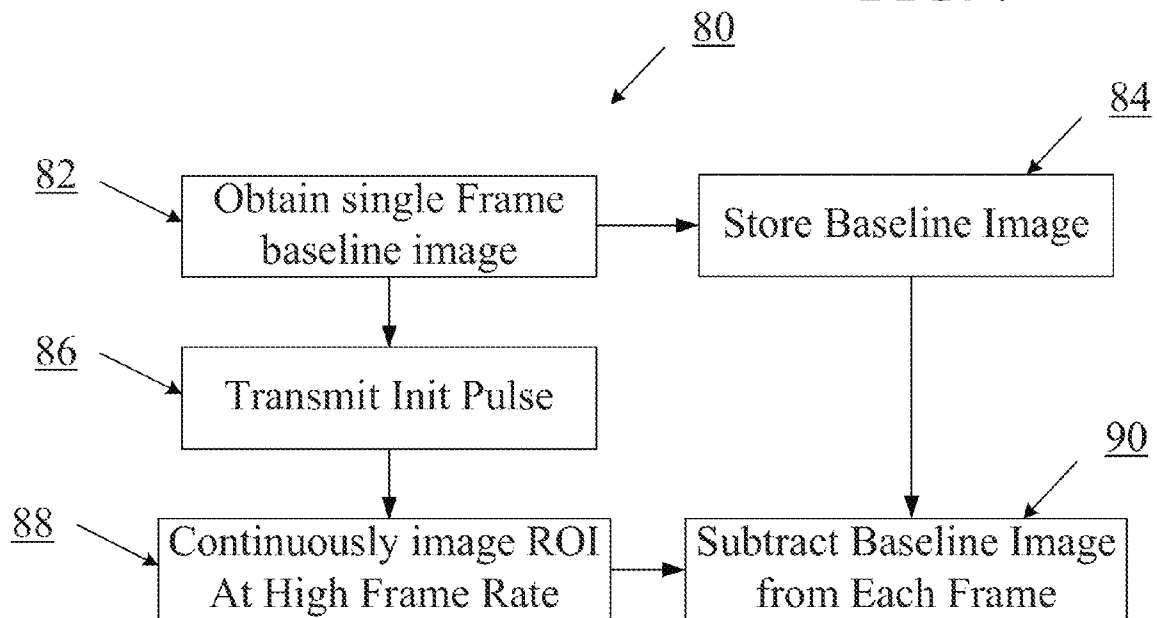 80
84
82
Obtain single Frame
baseline image
Store Baseline Image
86
Transmit Init Pulse
90
88
Continuously image ROI
At High Frame Rate
Subtract Baseline Image
from Each Frame